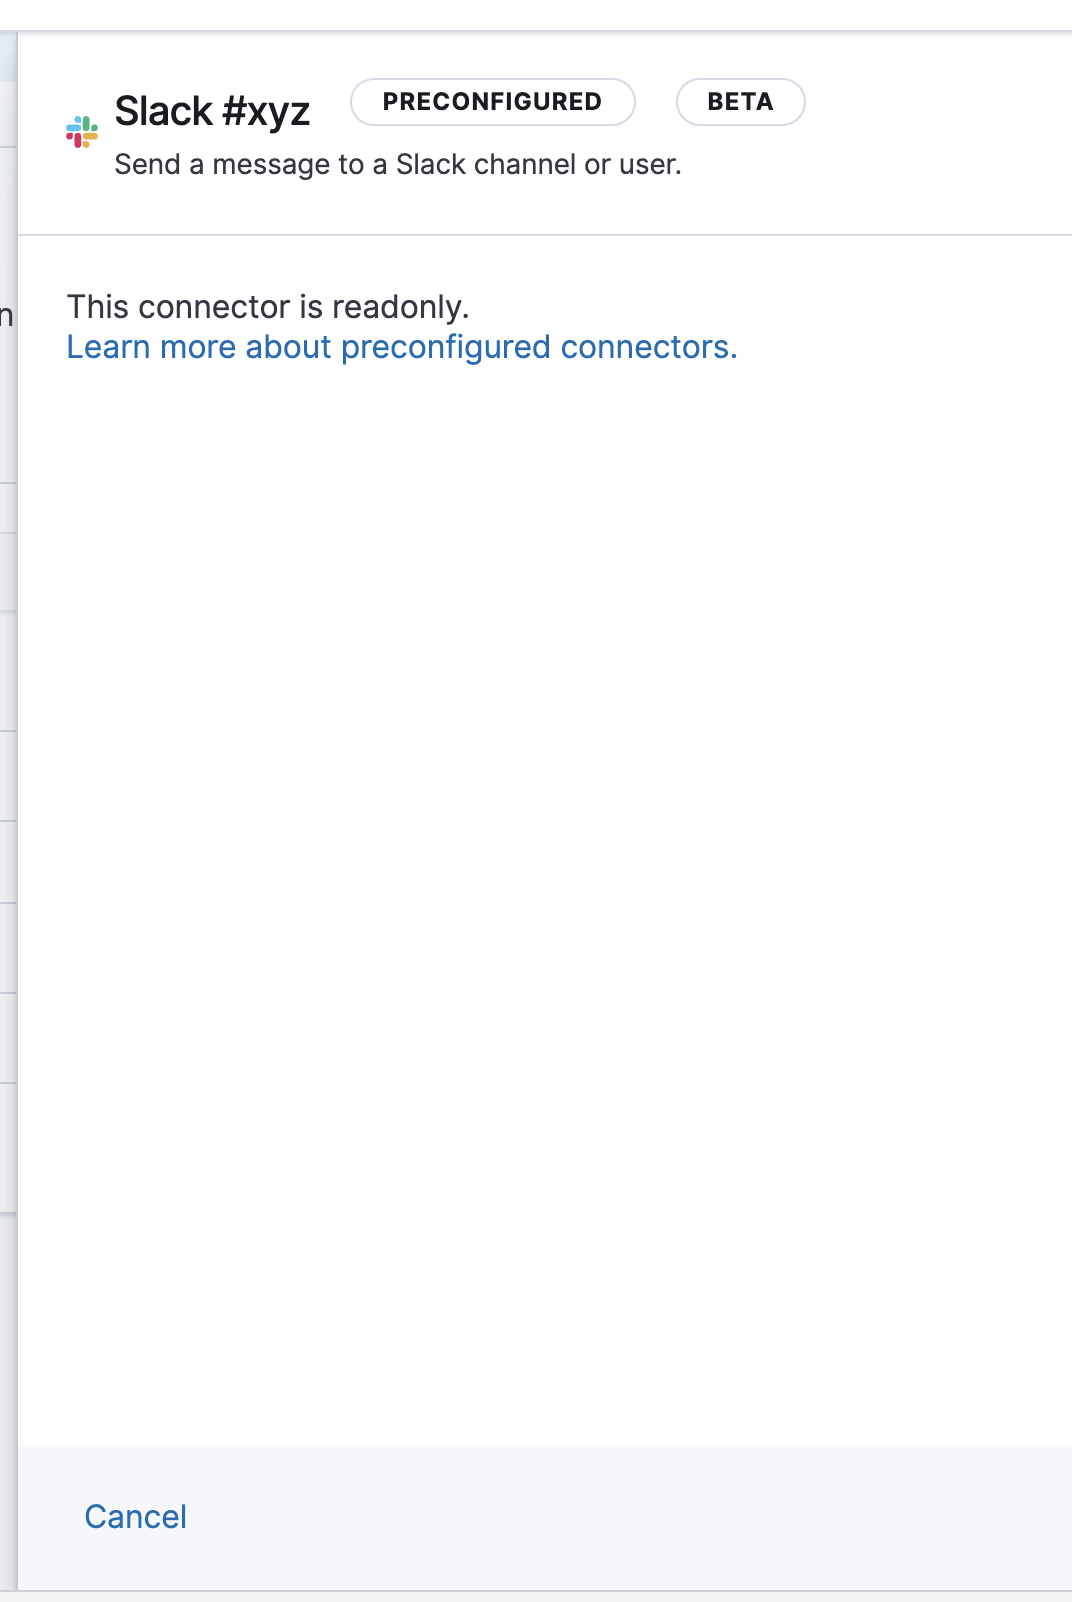 Slack #xyz PRECONFIGURED BETA
Send a message to a Slack channel or user.
This connector is readonly.
n
Learn more about preconfigured connectors.
Cancel